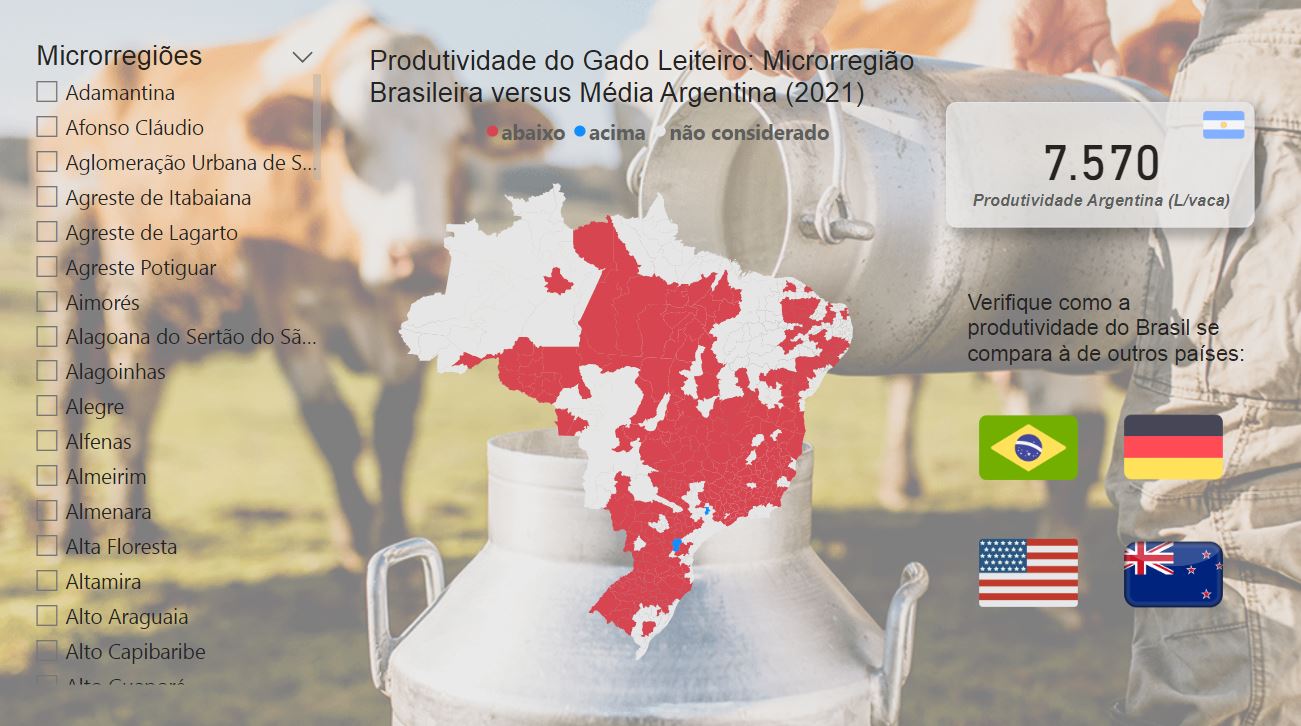 Microrregiões
Adamantina
Afonso Cláudio
Aglomeração Urbana de S...
Agreste de Itabaiana
Agreste de Lagarto
Agreste Potiguar
Aimorés
Alagoana do Sertão do Sã...
Alagoinhas
Alegre
Alfenas
Almeirim
Almenara
Alta Floresta
Altamira
Alto Araguaia
Alto Capibaribe
Produtividade do Gado Leiteiro: Microrregião
Brasileira versus Média Argentina (2021)
abaixo acima não considerado
7.570
Produtividade Argentina (L/vaca)
Verifique como a
produtividade do Brasil se
compara à de outros países: